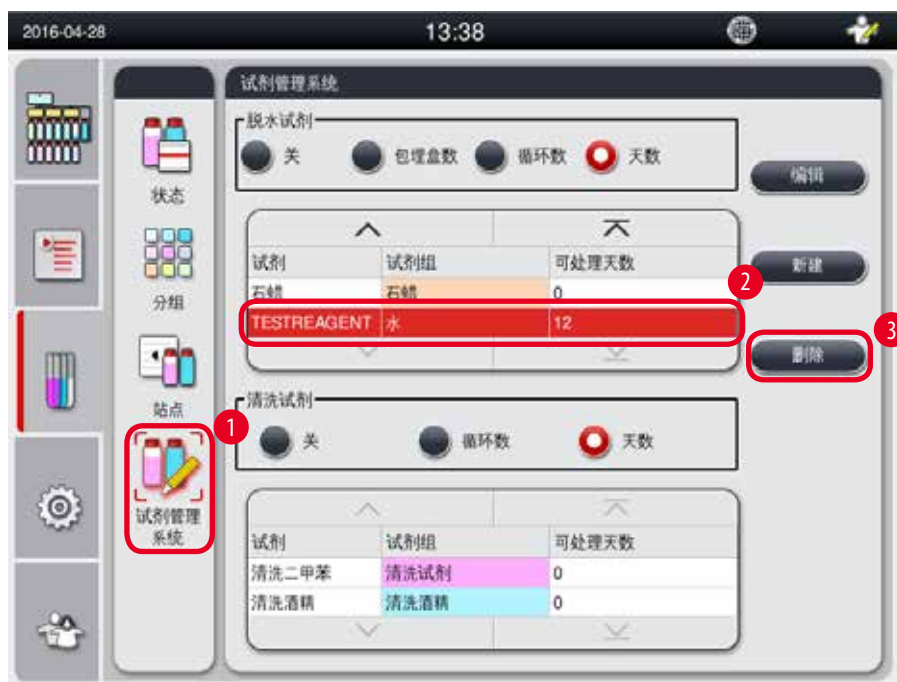 2016-04-28 13:38
试剂管理系统
脱水试剂
关 包埋盒数 循环数 天数
编辑
状态
试剂 试剂组 可处理天数
新建
2
石蜡 石蜡 0
分组
TESTREAGENT 水 12
3
删除
清洗试剂
站点
1
关 循环数 天数
试剂管理
系统
试剂 试剂组 可处理天数
清洗二甲苯 清洗试剂 0
清洗酒精 清洗酒精 0